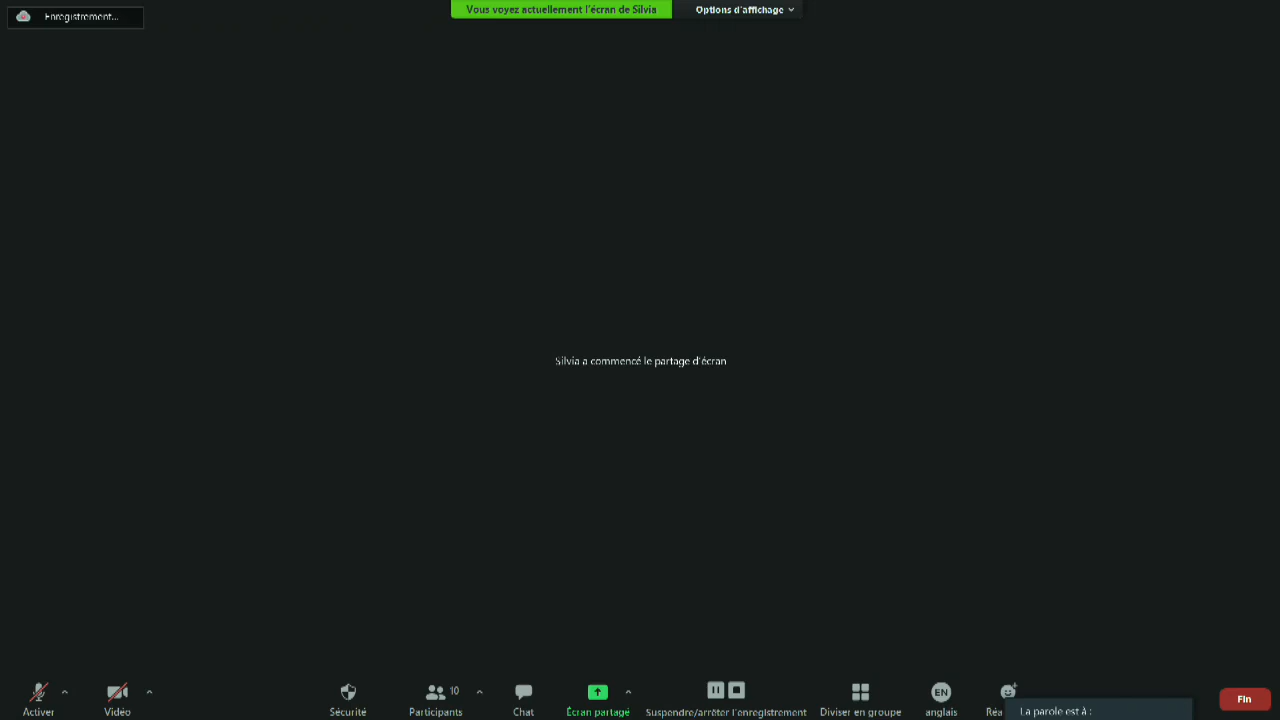 Enregistrement...
Vous voyez actuellement l'écran de Silvia
Options d'affichage
Silvia a commencé le partage d'écran
Activer
Vidéo
Sécurité
Participants
10
Chat
Écran partagé
Suspendre/arrêter l'enregistrement
Diviser en groupe
EN
anglais
Réa
La parole est à :
Fin